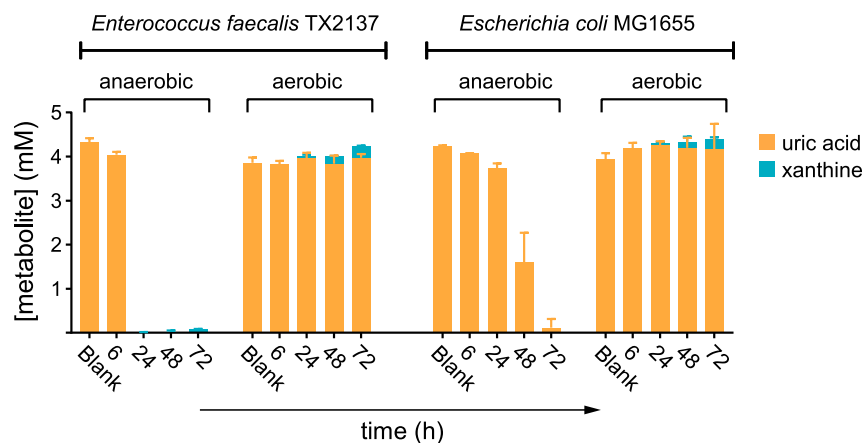 Enterococcus faecalis TX2137
Escherichia coli MG1655
anaerobic
aerobic
anaerobic
aerobic
[metabolite] (mM)
5
4
3
2
1
uric acid
xanthine
Blank
6
24
48
72
Blank
6
24
48
72
Blank
6
24
48
72
Blank
6
24
48
72
time (h)